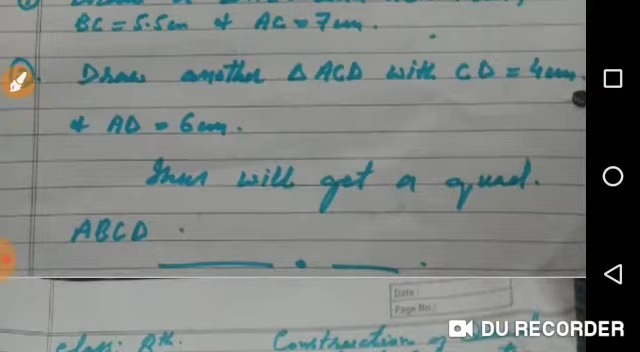 BC = 5.5cm & AC = 7cm.
Draw another Δ ACD with CD = 4cm.
& AD = 6cm.
Thus will get a quad.
ABCD.
Date :
Page No.:
Class: 8th. Construction of
DU RECORDER